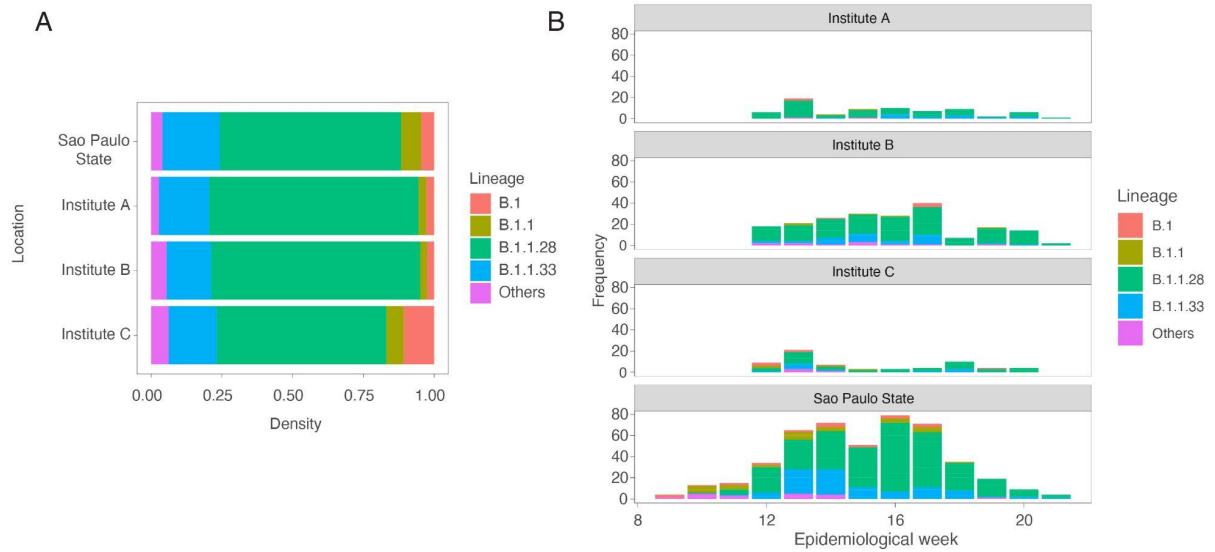 A
Location
Sao Paulo
State
Institute A
Institute B
Institute C
0.00 0.25 0.50 0.75 1.00
Density
Lineage
B.1
B.1.1
B.1.1.28
B.1.1.33
Others
B
Frequency
Institute A
80
60
40
20
0
Institute B
80
60
40
20
0
Institute C
80
60
40
20
0
Sao Paulo State
80
60
40
20
0
8 12 16 20
Epidemiological week
Lineage
B.1
B.1.1
B.1.1.28
B.1.1.33
Others